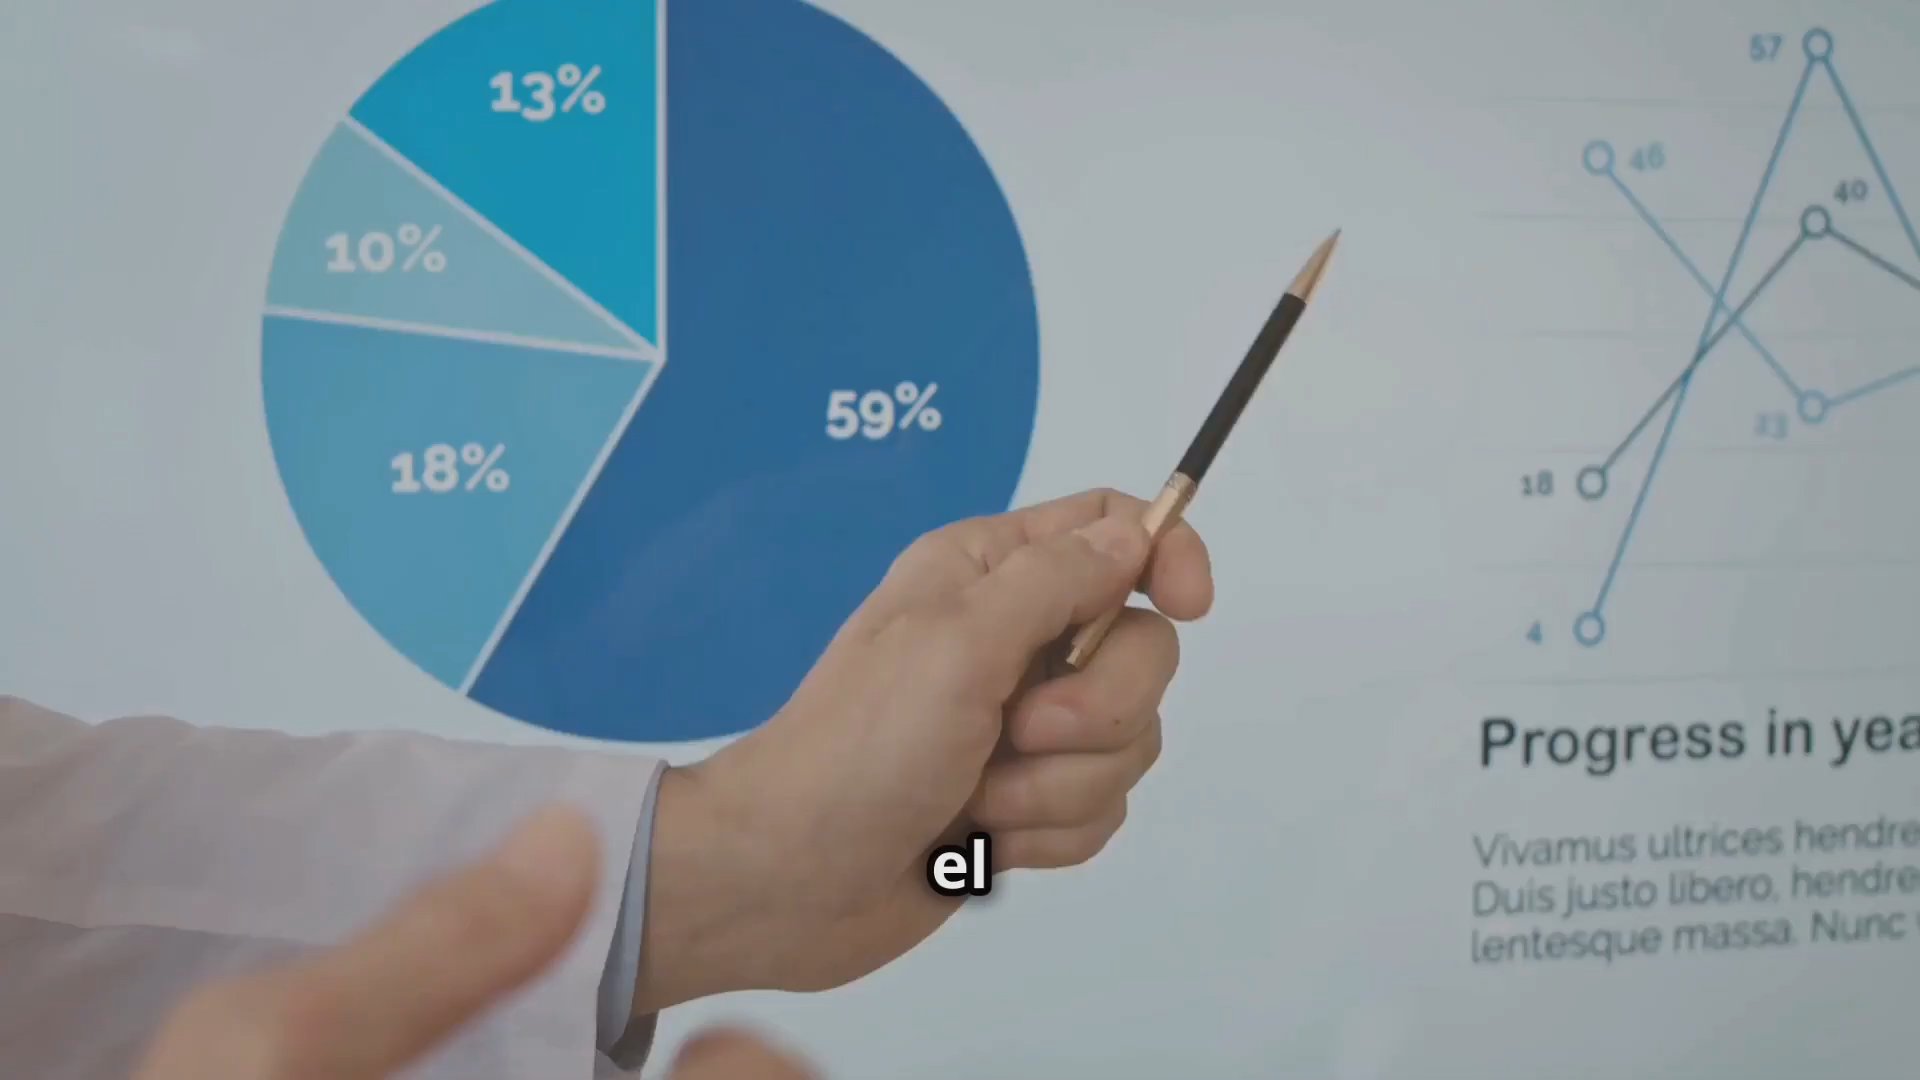 13%
10%
18%
59%
57
46
40
23
18
4
Progress in yea
Vivamus ultrices hendre
Duis justo libero, hendre
lentesque massa. Nunc
el